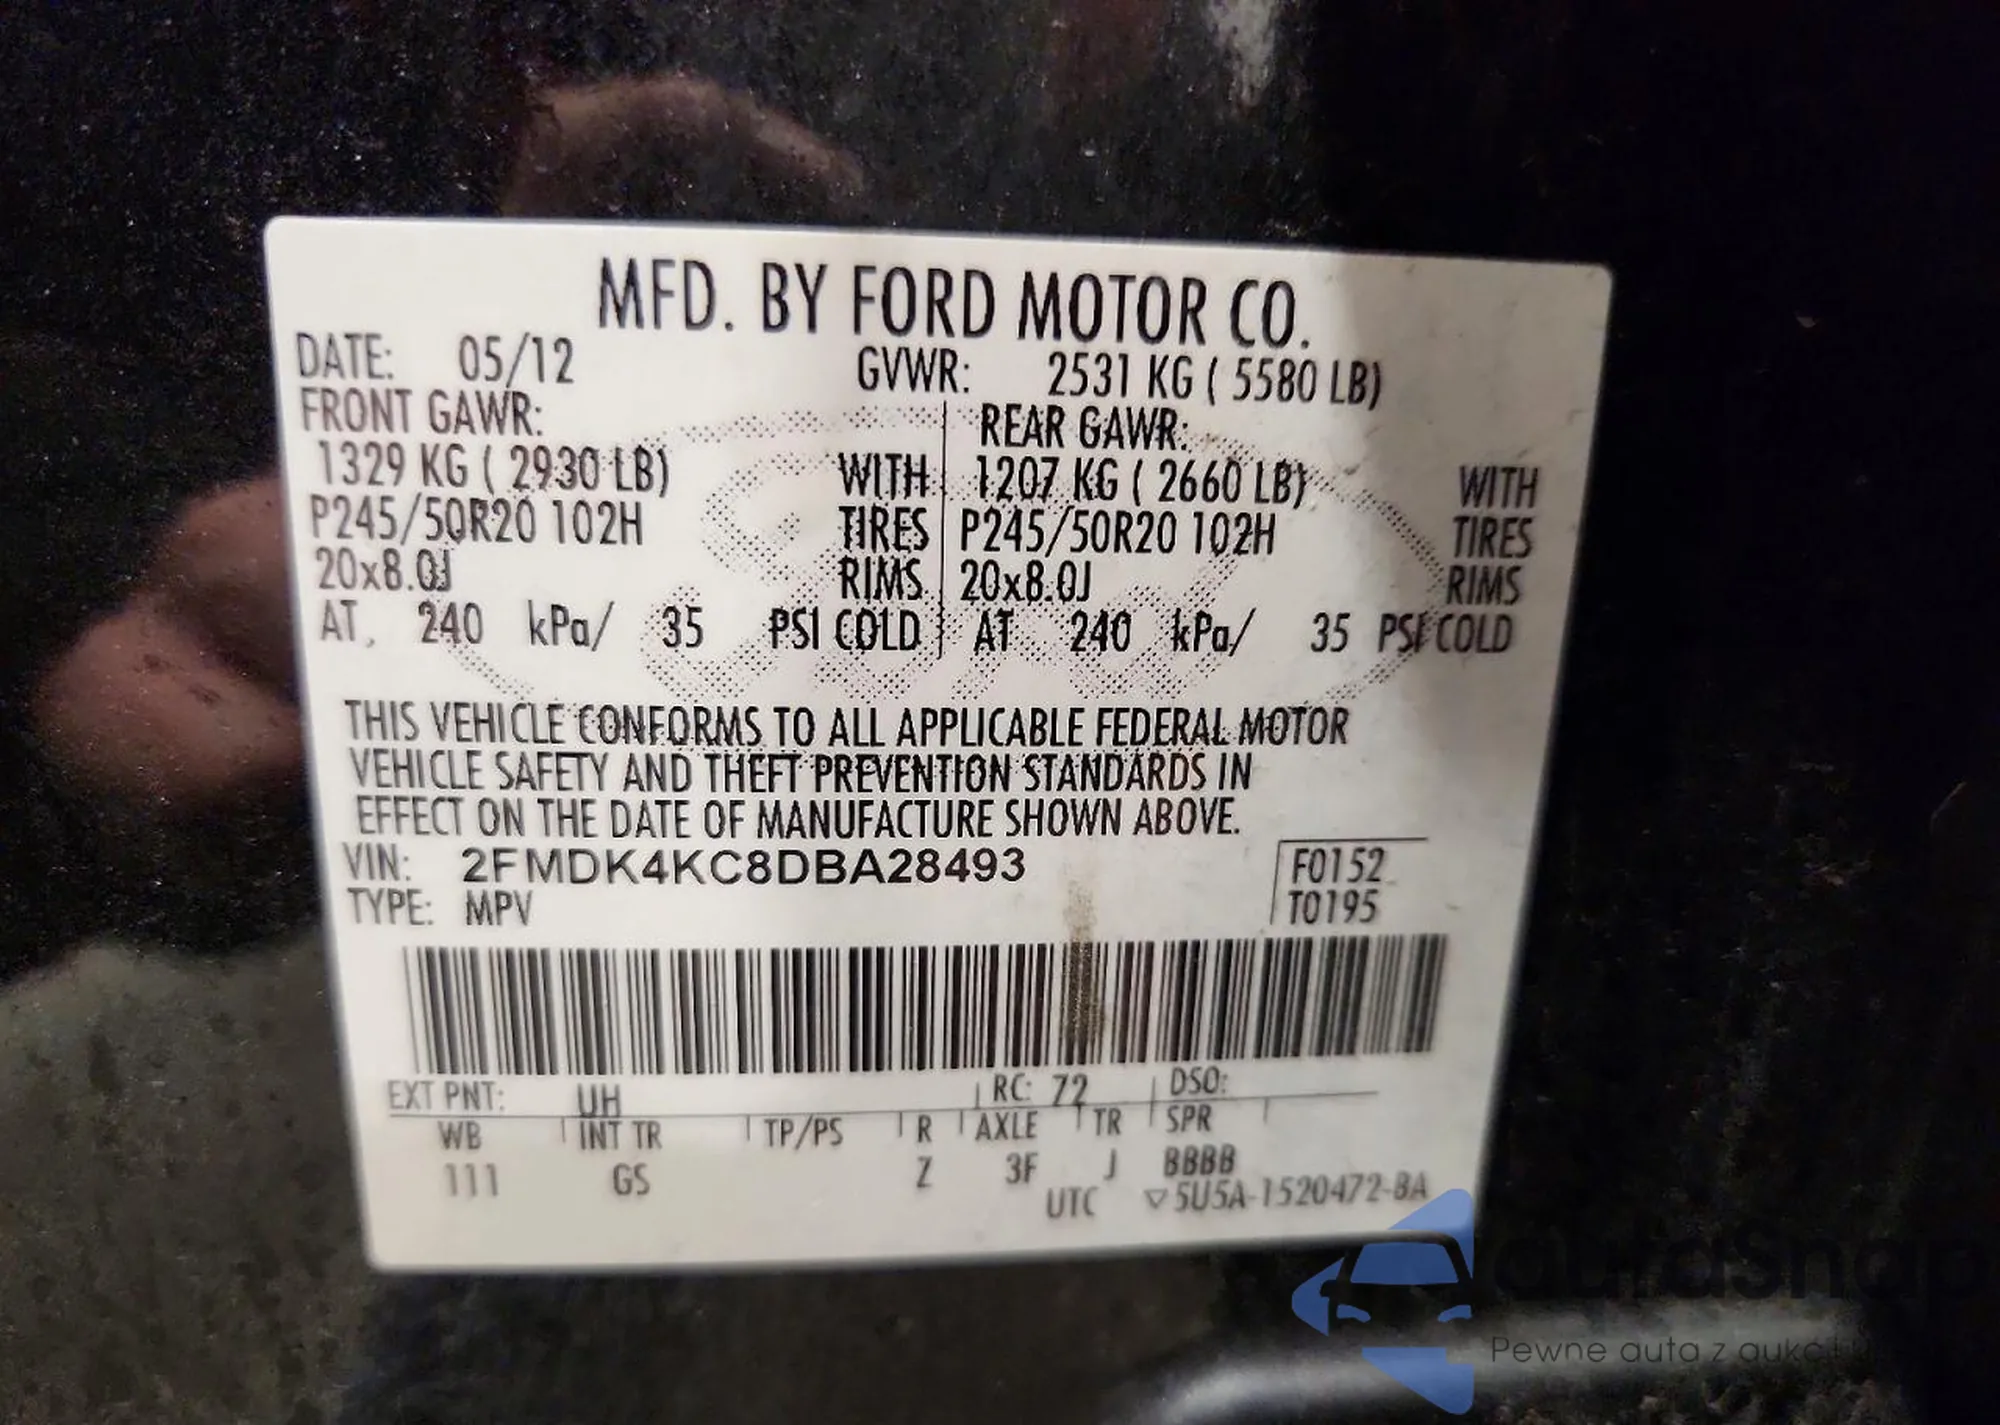 MFD. BY FORD MOTOR CO.
DATE: 05/12 GVWR: 2531 KG ( 5580 LB)
FRONT GAWR: REAR GAWR:
1329 KG ( 2930 LB) WITH 1207 KG ( 2660 LB) WITH
P245/50R20 102H TIRES P245/50R20 102H TIRES
20x8.0J RIMS 20x8.0J RIMS
AT, 240 kPa/ 35 PSI COLD AT 240 kPa/ 35 PSI COLD
THIS VEHICLE CONFORMS TO ALL APPLICABLE FEDERAL MOTOR
VEHICLE SAFETY AND THEFT PREVENTION STANDARDS IN
EFFECT ON THE DATE OF MANUFACTURE SHOWN ABOVE.
VIN: 2FMDK4KC8DBA28493 F0152
TYPE: MPV T0195
EXT PNT: UH RC: 72 DSO:
WB INT TR TP/PS R AXLE TR SPR
111 GS Z 3F J BBBB
UTC ▽5U5A-1520472-BA
autosnap
Pewne auta z